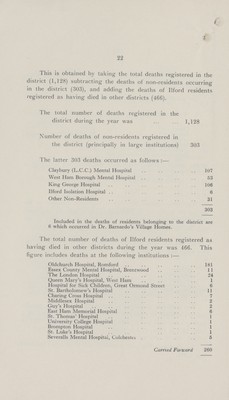 22
This is obtained by taking the total deaths registered in the
district (1,128) subtracting the deaths of non-residents occurring
in the district (303), and adding the deaths of Ilford residents
registered as having died in other districts (466).
The total number of deaths registered in the
district during the year was .. 1,128
Number of deaths of non-residents registered in
the district (principally in large institutions) 303
The latter 303 deaths occurred as follows :—
Claybury (L.C.C.) Mental Hospital 107
West Ham Borough Mental Hospital 53
King George Hospital 106
Ilford Isolation Hospital 6
Other Non-Residents 31
303
Included in the deaths of residents belonging to the district are
6 which occurred in Dr. Barnardo's Village Homes.
The total number of deaths of Ilford residents registered as
having died in other districts during the year was 466. This
figure includes deaths at the following institutions :—
Oldchurch Hospital, Romford 141
Essex County Mental Hospital, Brentwood 11
The London Hospital 24
Queen Mary's Hospital, West Ham
Hospital for Sick Children, Great Ormond Street
St. Bartholomew's Hospital 11
Charing Cross Hospital 7
Middlesex Hospital
Guy's Hospital 2
East Ham Memorial Hospital
St. Thomas' Hospital 1
University College Hospital
Brompton Hospital 1
St. Luke's Hospital 1
Severalls Mental Hospital, Colchester
Carried Forward